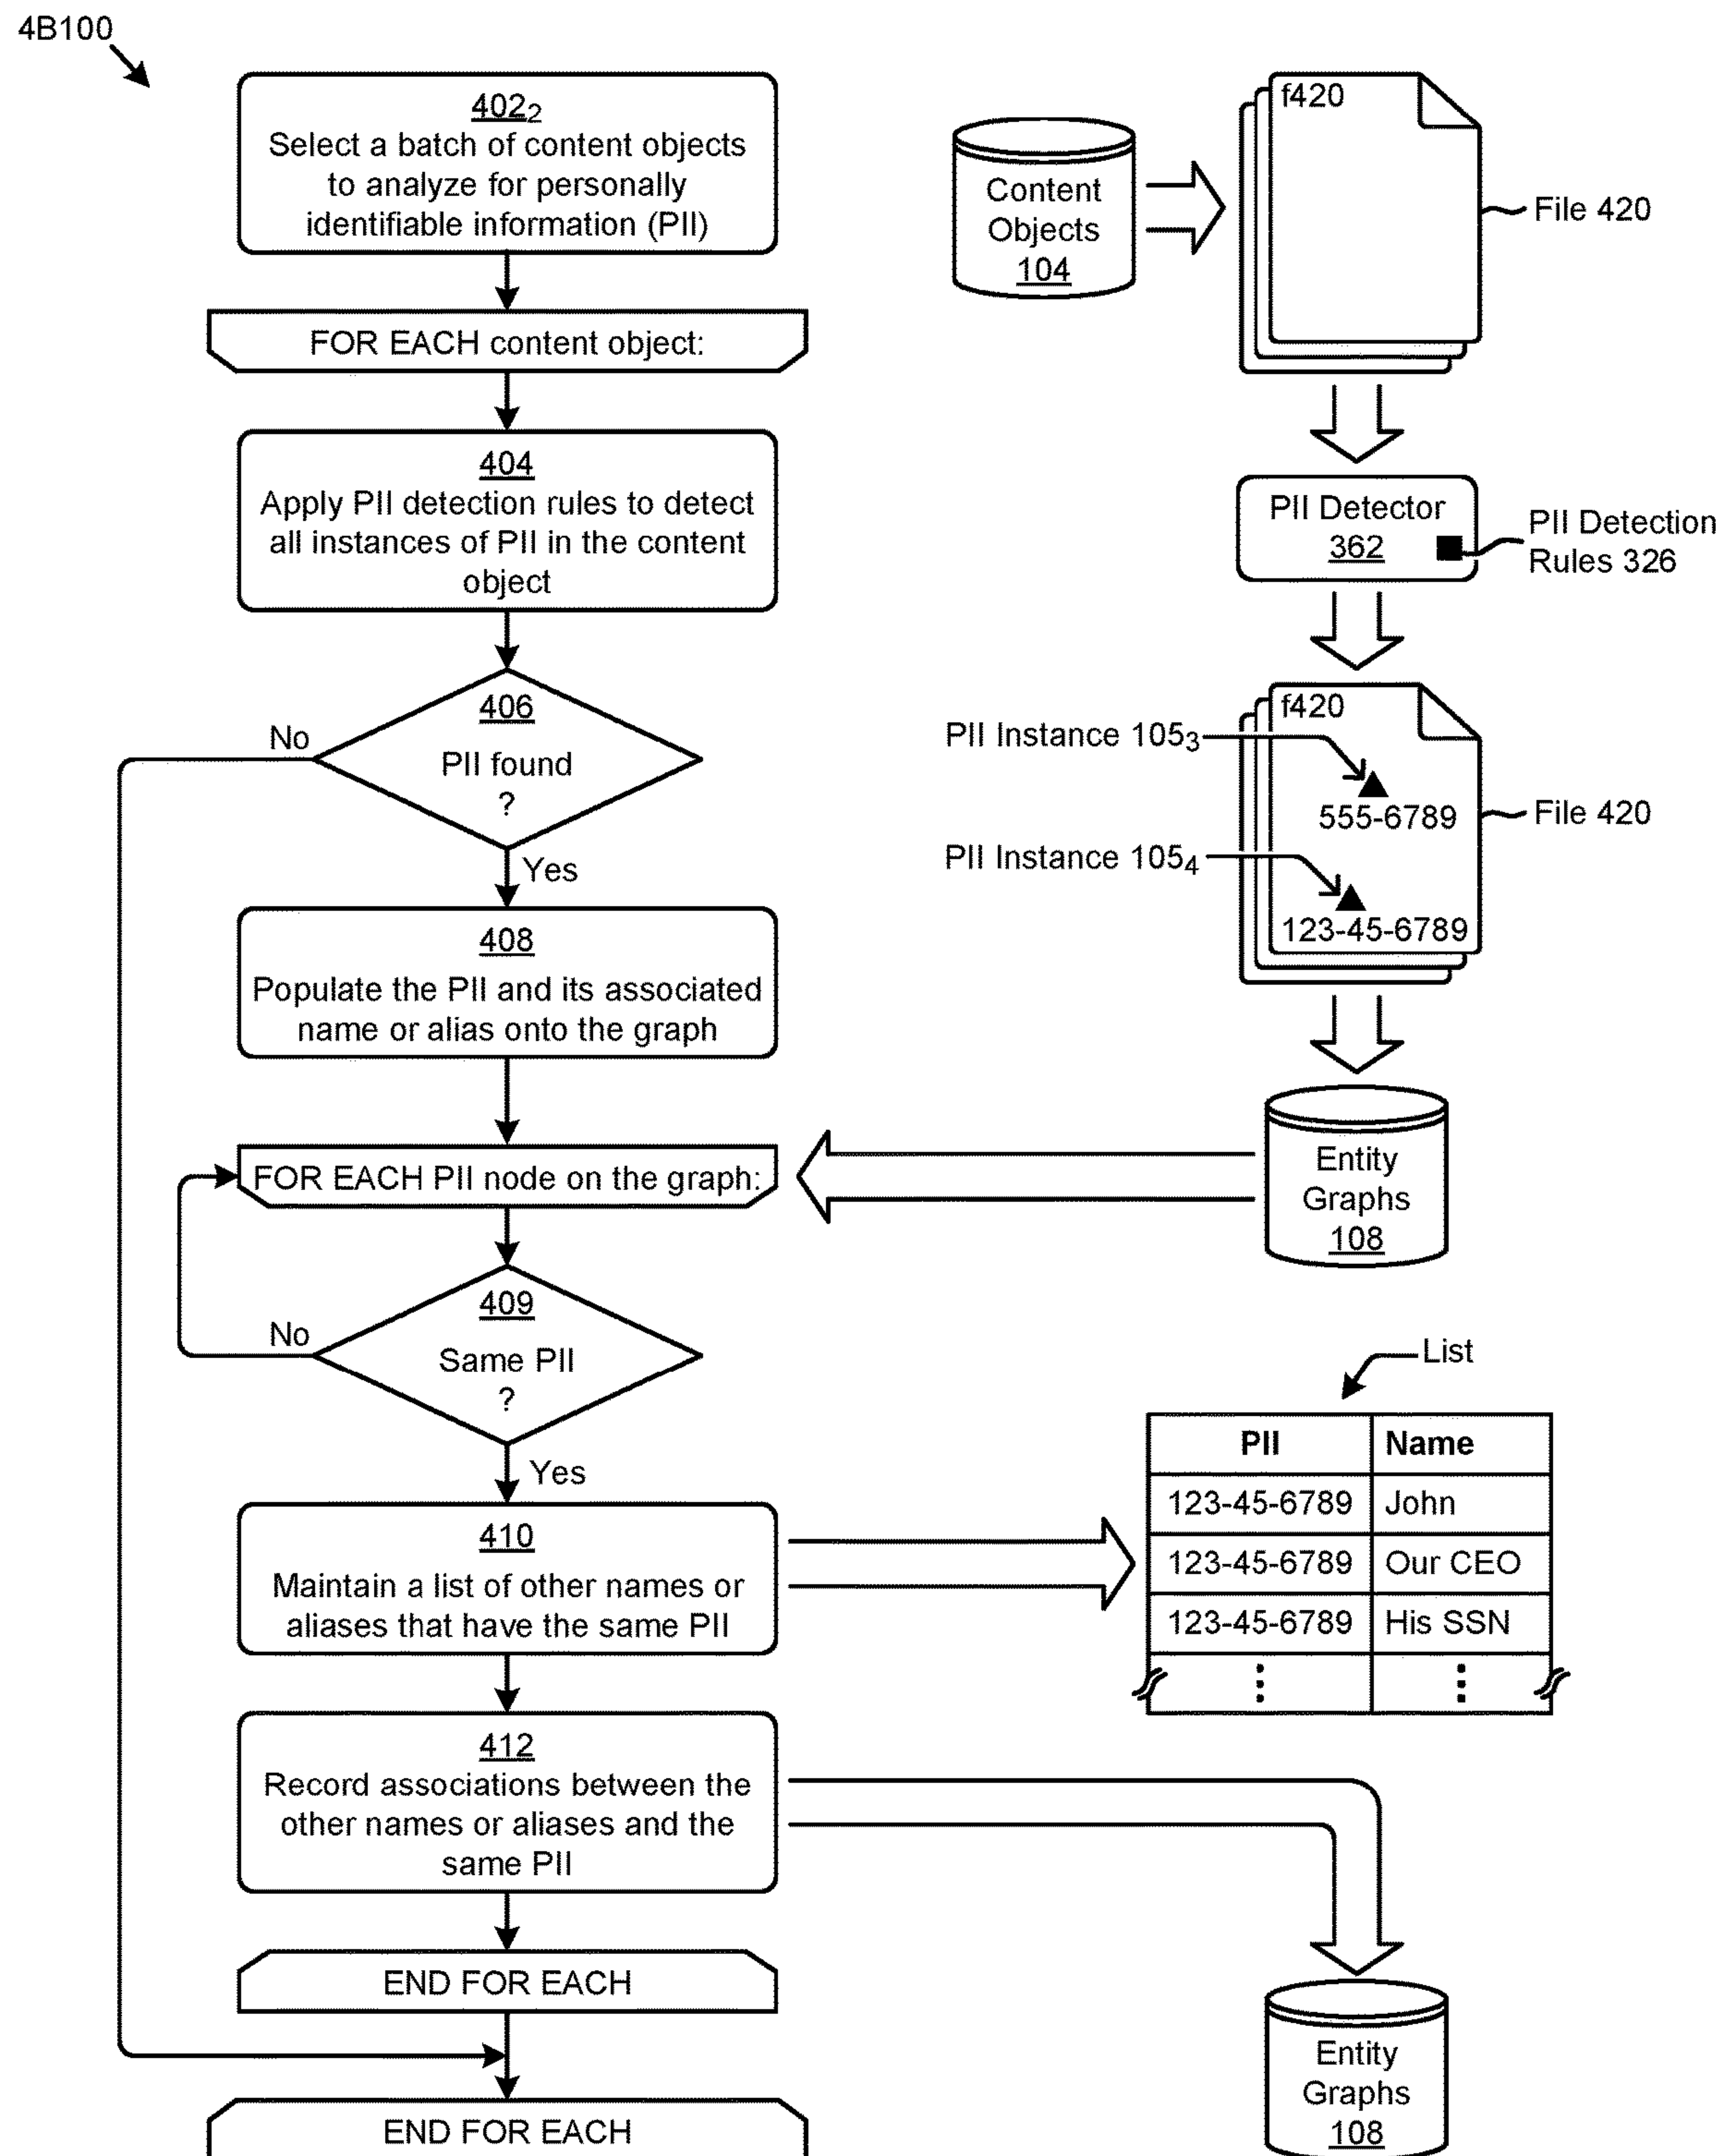 4B100
402₂
Select a batch of content objects
to analyze for personally
identifiable information (PII)
FOR EACH content object:
404
Apply PII detection rules to detect
all instances of PII in the content
object
406
PII found
?
No
Yes
408
Populate the PII and its associated
name or alias onto the graph
FOR EACH PII node on the graph:
409
Same PII
?
No
Yes
410
Maintain a list of other names or
aliases that have the same PII
412
Record associations between the
other names or aliases and the
same PII
END FOR EACH
END FOR EACH
Content
Objects
104
f420
File 420
PII Detector
362
PII Detection
Rules 326
f420
PII Instance 105₃
555-6789
File 420
PII Instance 105₄
123-45-6789
Entity
Graphs
108
List
PII Name
123-45-6789 John
123-45-6789 Our CEO
123-45-6789 His SSN
Entity
Graphs
108